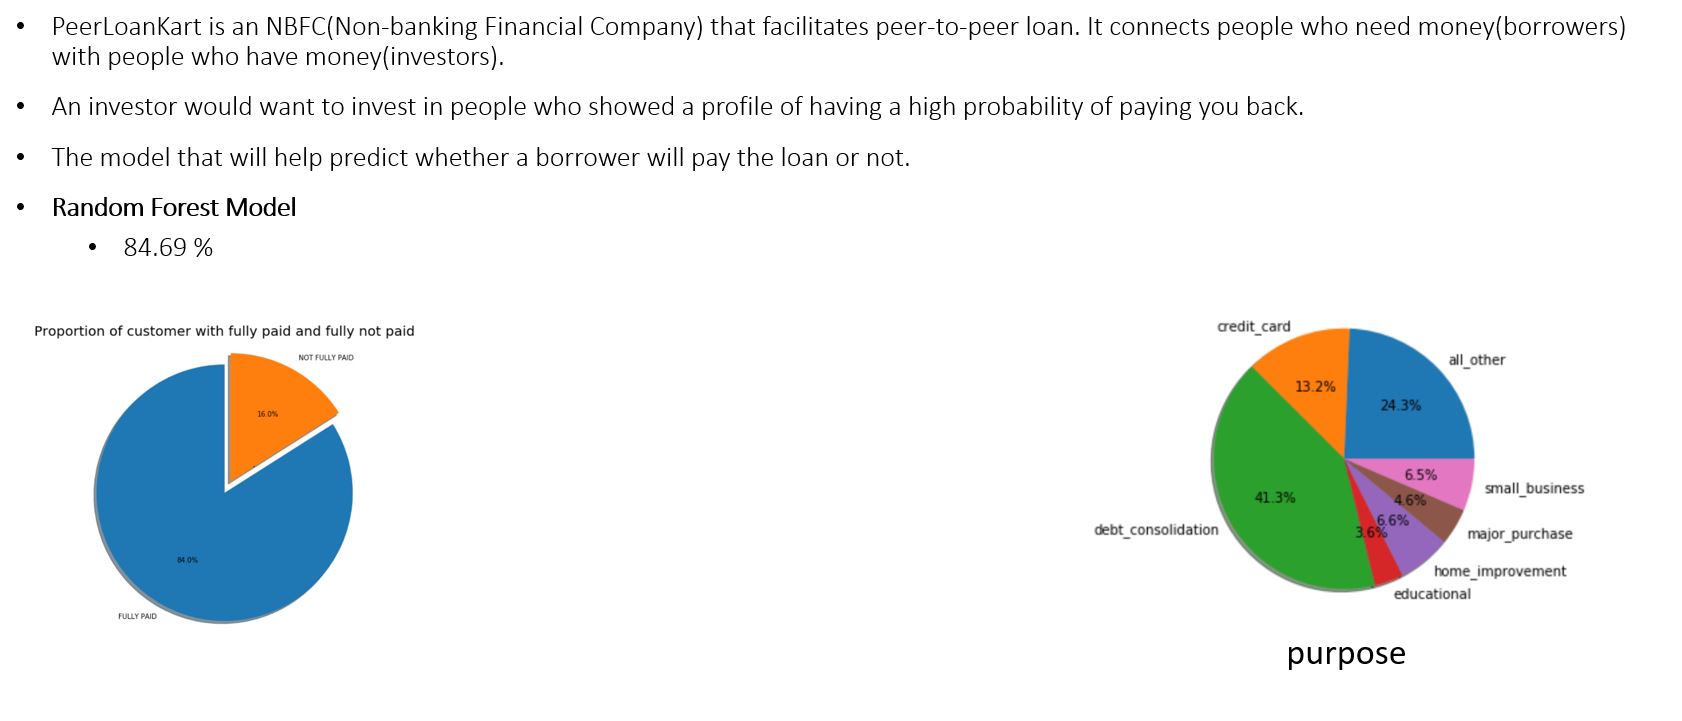 • PeerLoanKart is an NBFC(Non-banking Financial Company) that facilitates peer-to-peer loan. It connects people who need money(borrowers)
with people who have money(investors).
• An investor would want to invest in people who showed a profile of having a high probability of paying you back.
• The model that will help predict whether a borrower will pay the loan or not.
• Random Forest Model
• 84.69 %
Proportion of customer with fully paid and fully not paid
NOT FULLY PAID
16.0%
84.0%
FULLY PAID
credit_card
all_other
13.2%
24.3%
41.3%
6.5%
small_business
4.6%
6.6%
3.6%
debt_consolidation
major_purchase
home_improvement
educational
purpose